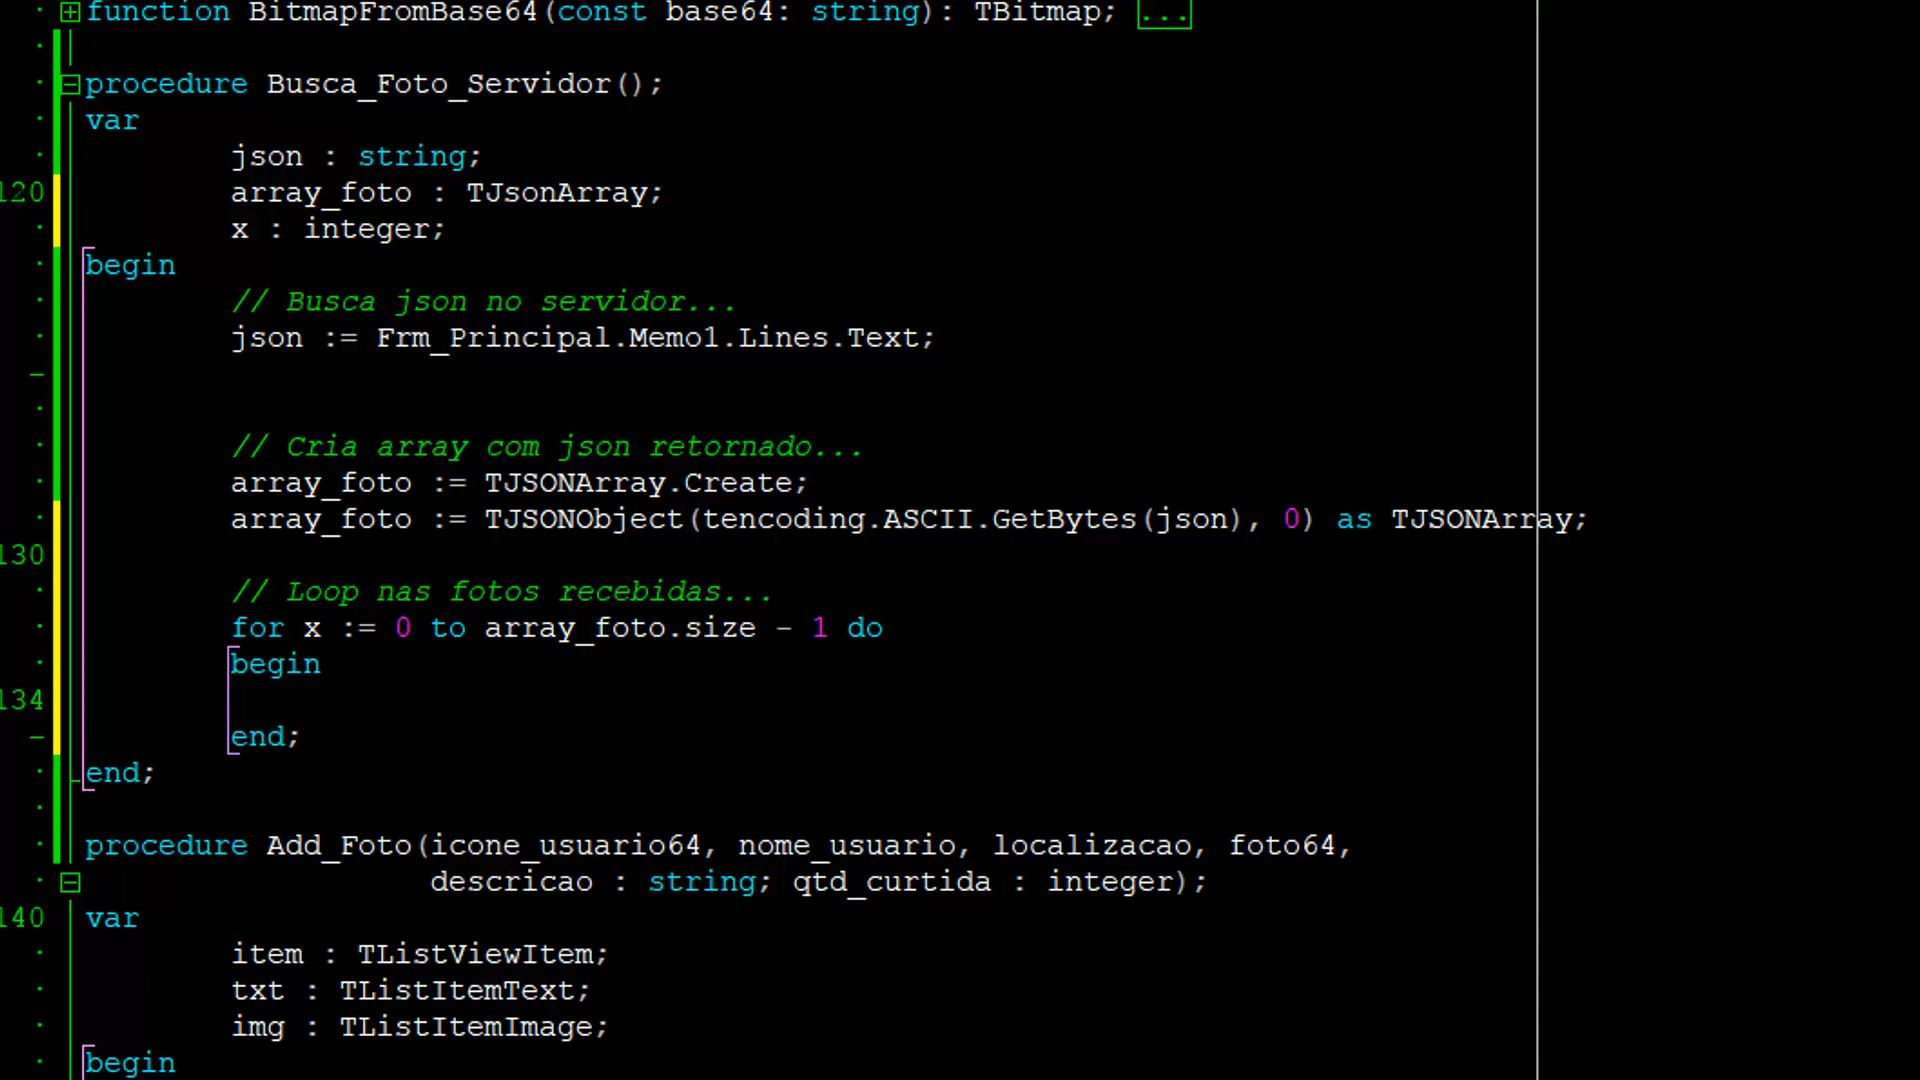 function BitmapFromBase64(const base64: string): TBitmap; ...
procedure Busca_Foto_Servidor();
var
json : string;
120
array_foto : TJsonArray;
x : integer;
begin
// Busca json no servidor...
json := Frm_Principal.Memo1.Lines.Text;
// Cria array com json retornado...
array_foto := TJSONArray.Create;
array_foto := TJSONObject(tencoding.ASCII.GetBytes(json), 0) as TJSONArray;
130
// Loop nas fotos recebidas...
for x := 0 to array_foto.size - 1 do
begin
134
end;
end;
procedure Add_Foto(icone_usuario64, nome_usuario, localizacao, foto64,
descricao : string; qtd_curtida : integer);
140
var
item : TListViewItem;
txt : TListItemText;
img : TListItemImage;
begin